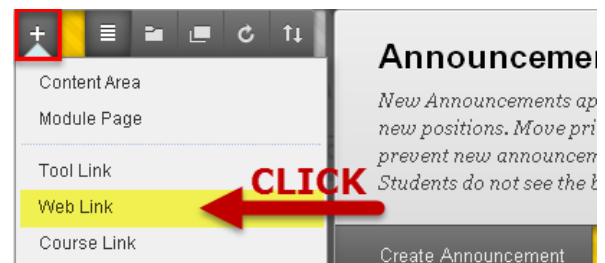 Content Area
Module Page
Tool Link
CLICK
Web Link
Course Link
Announcemen
New Announcements ap
new positions. Move pri
prevent new announcem
Students do not see the b
Create Announcement